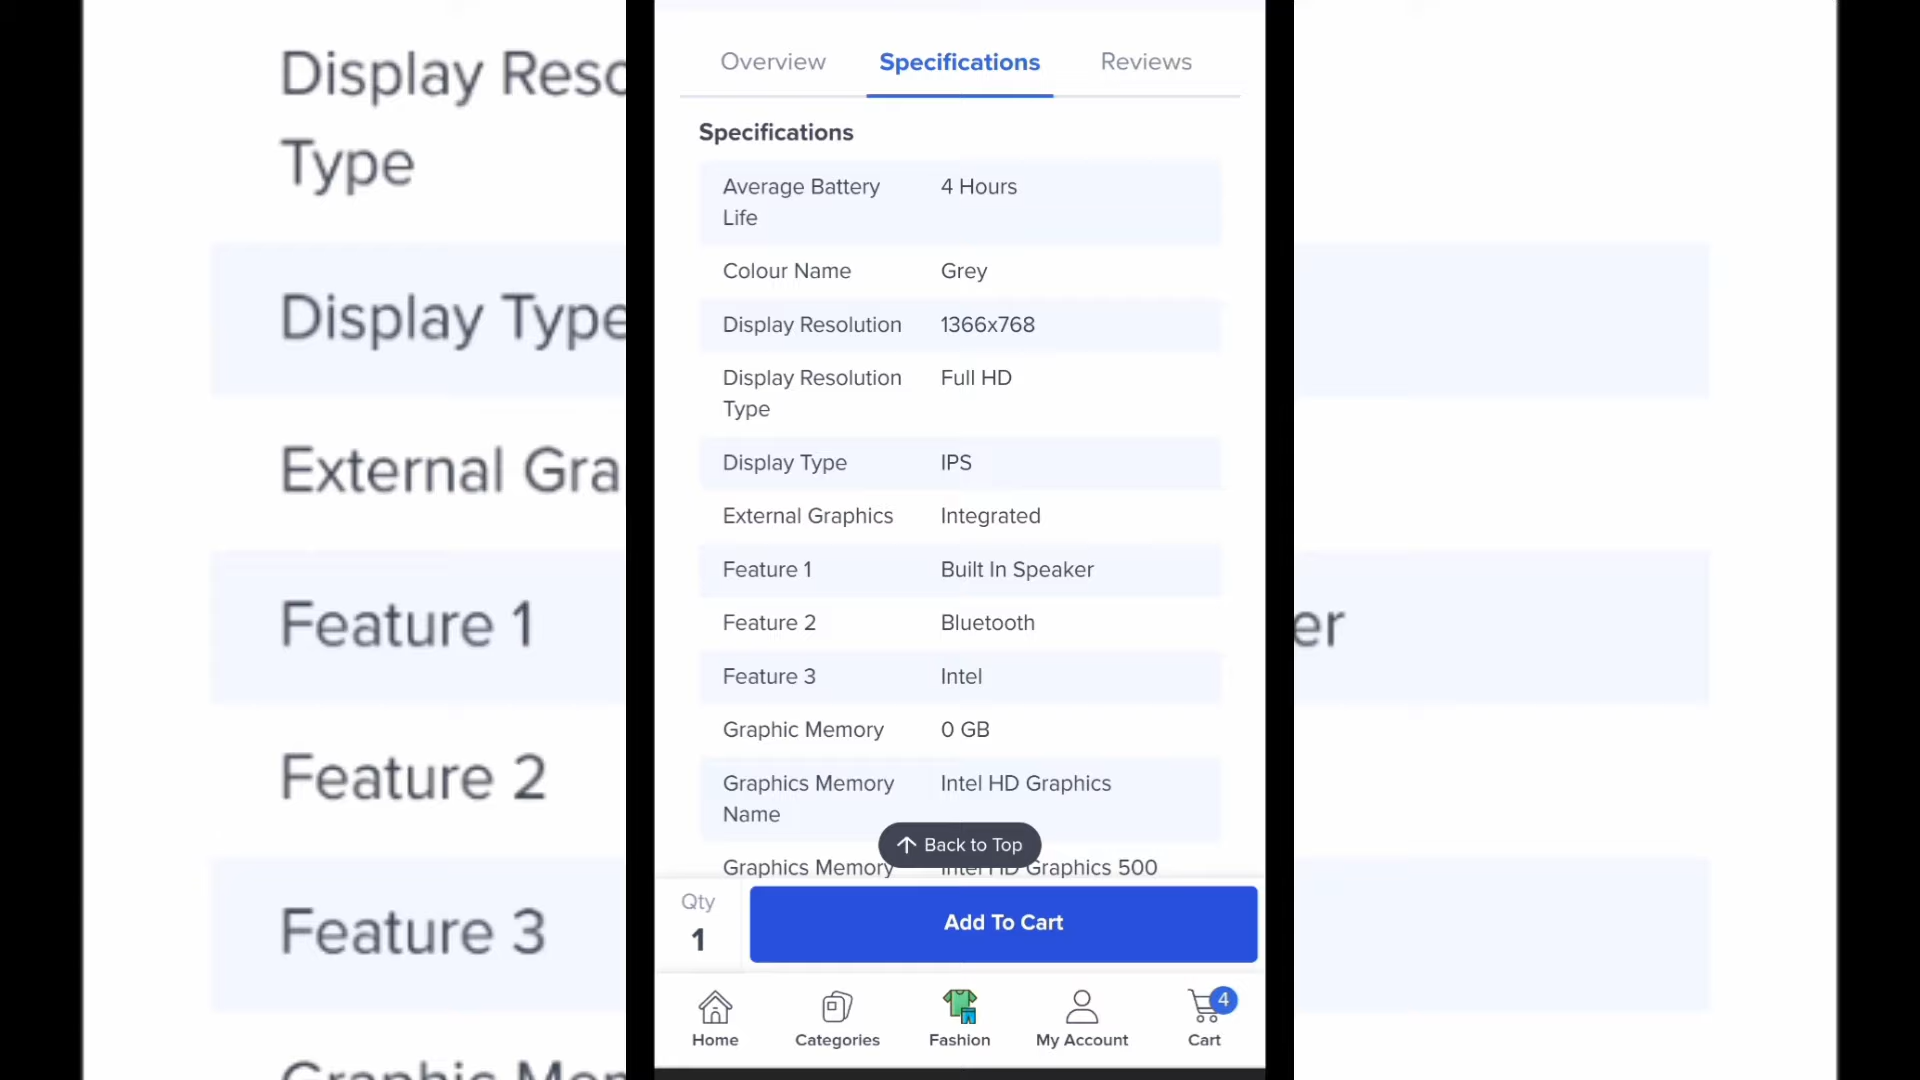 Overview Specifications Reviews
Specifications
Average Battery Life 4 Hours
Colour Name Grey
Display Resolution 1366x768
Display Resolution Type Full HD
Display Type IPS
External Graphics Integrated
Feature 1 Built In Speaker
Feature 2 Bluetooth
Feature 3 Intel
Graphic Memory 0 GB
Graphics Memory Name Intel HD Graphics
Back to Top
Graphics Memory Intel HD Graphics 500
Qty
1
Add To Cart
Home Categories Fashion My Account Cart 4
Display
Type
Display Type
External
Feature 1
er
Feature 2
Feature 3